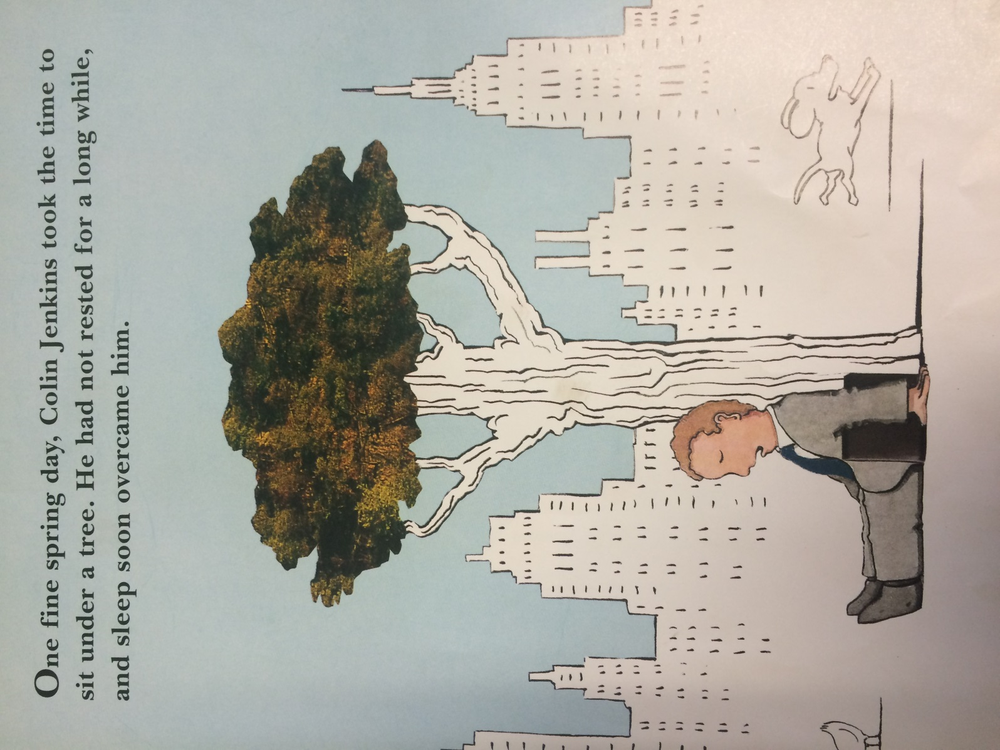 One fine spring day, Colin Jenkins took the time to
sit under a tree. He had not rested for a long while,
and sleep soon overcame him.